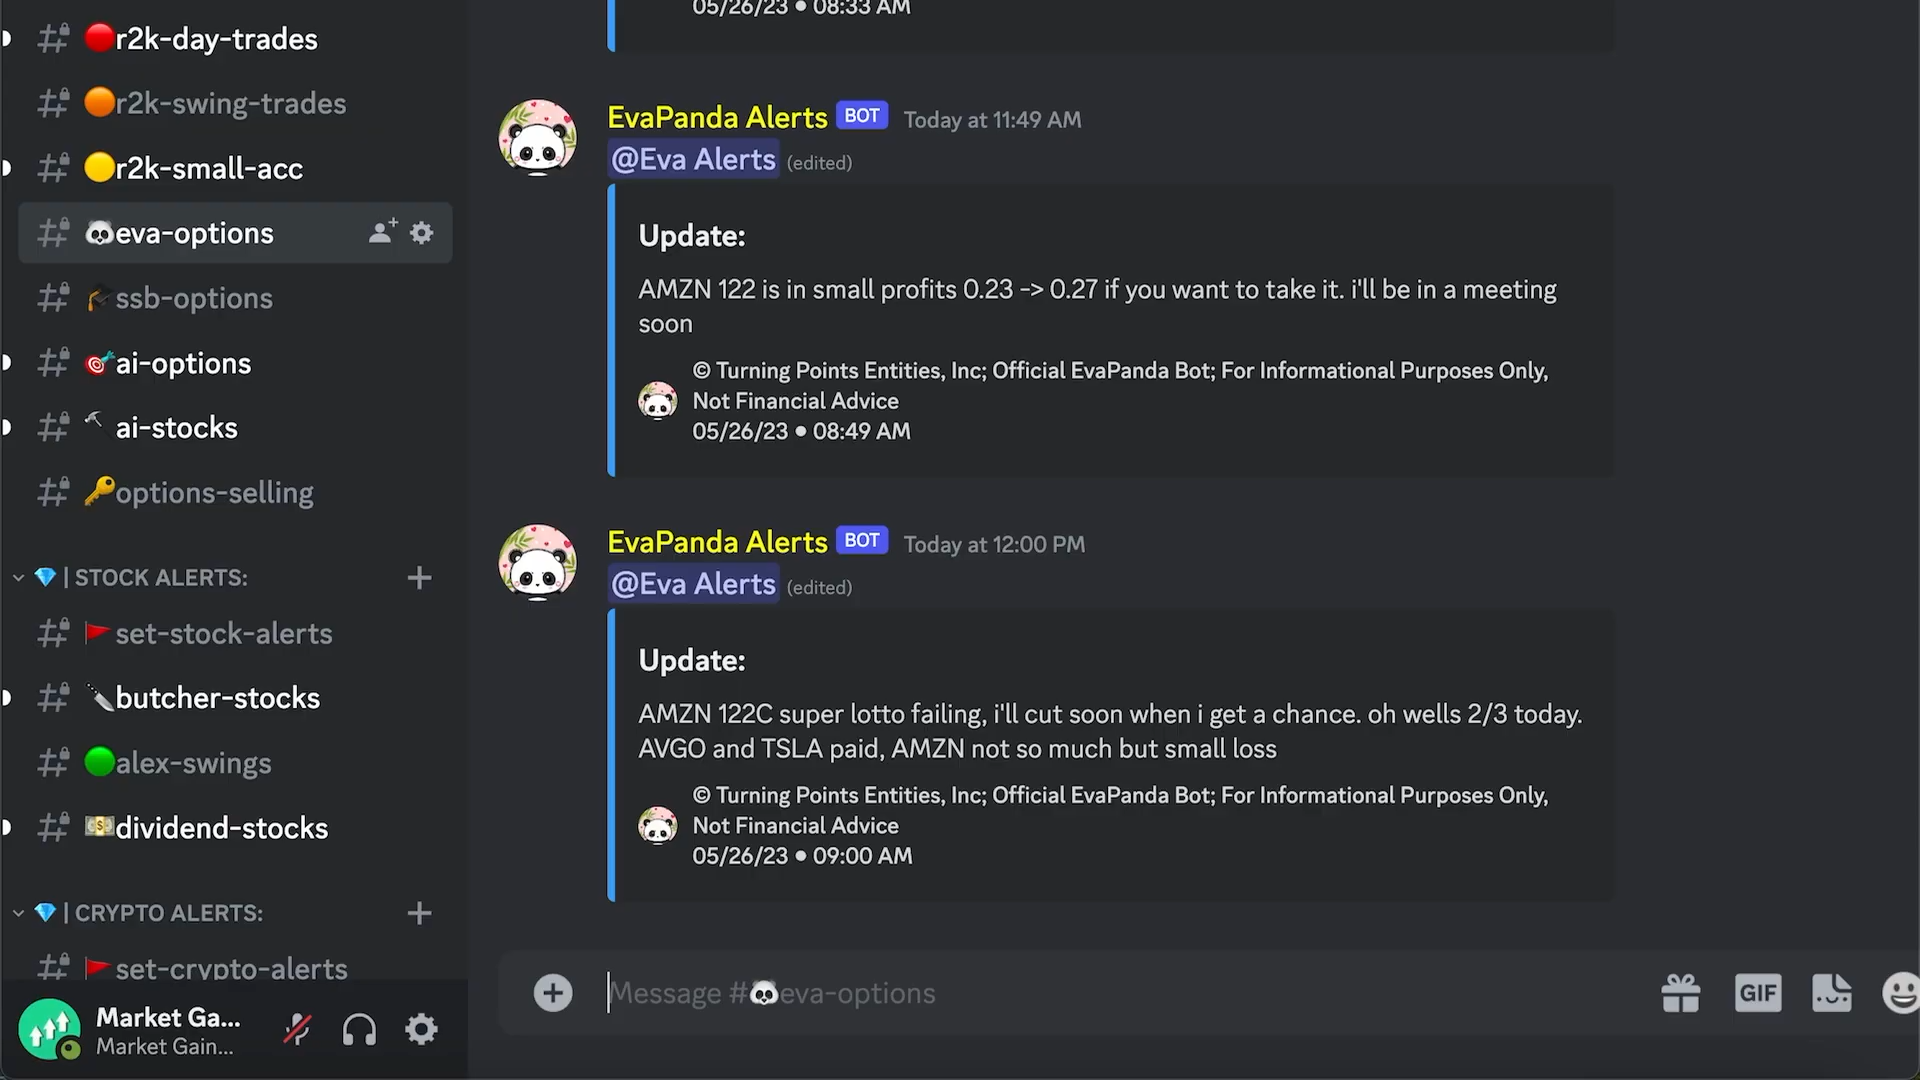 r2k-day-trades
r2k-swing-trades
r2k-small-acc
eva-options
ssb-options
ai-options
ai-stocks
options-selling
| STOCK ALERTS:
set-stock-alerts
butcher-stocks
alex-swings
dividend-stocks
| CRYPTO ALERTS:
set-crypto-alerts
Market Ga...
Market Gain...
05/26/23 • 08:33 AM
EvaPanda Alerts BOT Today at 11:49 AM
@Eva Alerts (edited)
Update:
AMZN 122 is in small profits 0.23 -> 0.27 if you want to take it. i'll be in a meeting
soon
© Turning Points Entities, Inc; Official EvaPanda Bot; For Informational Purposes Only,
Not Financial Advice
05/26/23 • 08:49 AM
EvaPanda Alerts BOT Today at 12:00 PM
@Eva Alerts (edited)
Update:
AMZN 122C super lotto failing, i'll cut soon when i get a chance. oh wells 2/3 today.
AVGO and TSLA paid, AMZN not so much but small loss
© Turning Points Entities, Inc; Official EvaPanda Bot; For Informational Purposes Only,
Not Financial Advice
05/26/23 • 09:00 AM
Message #🐼eva-options
GIF